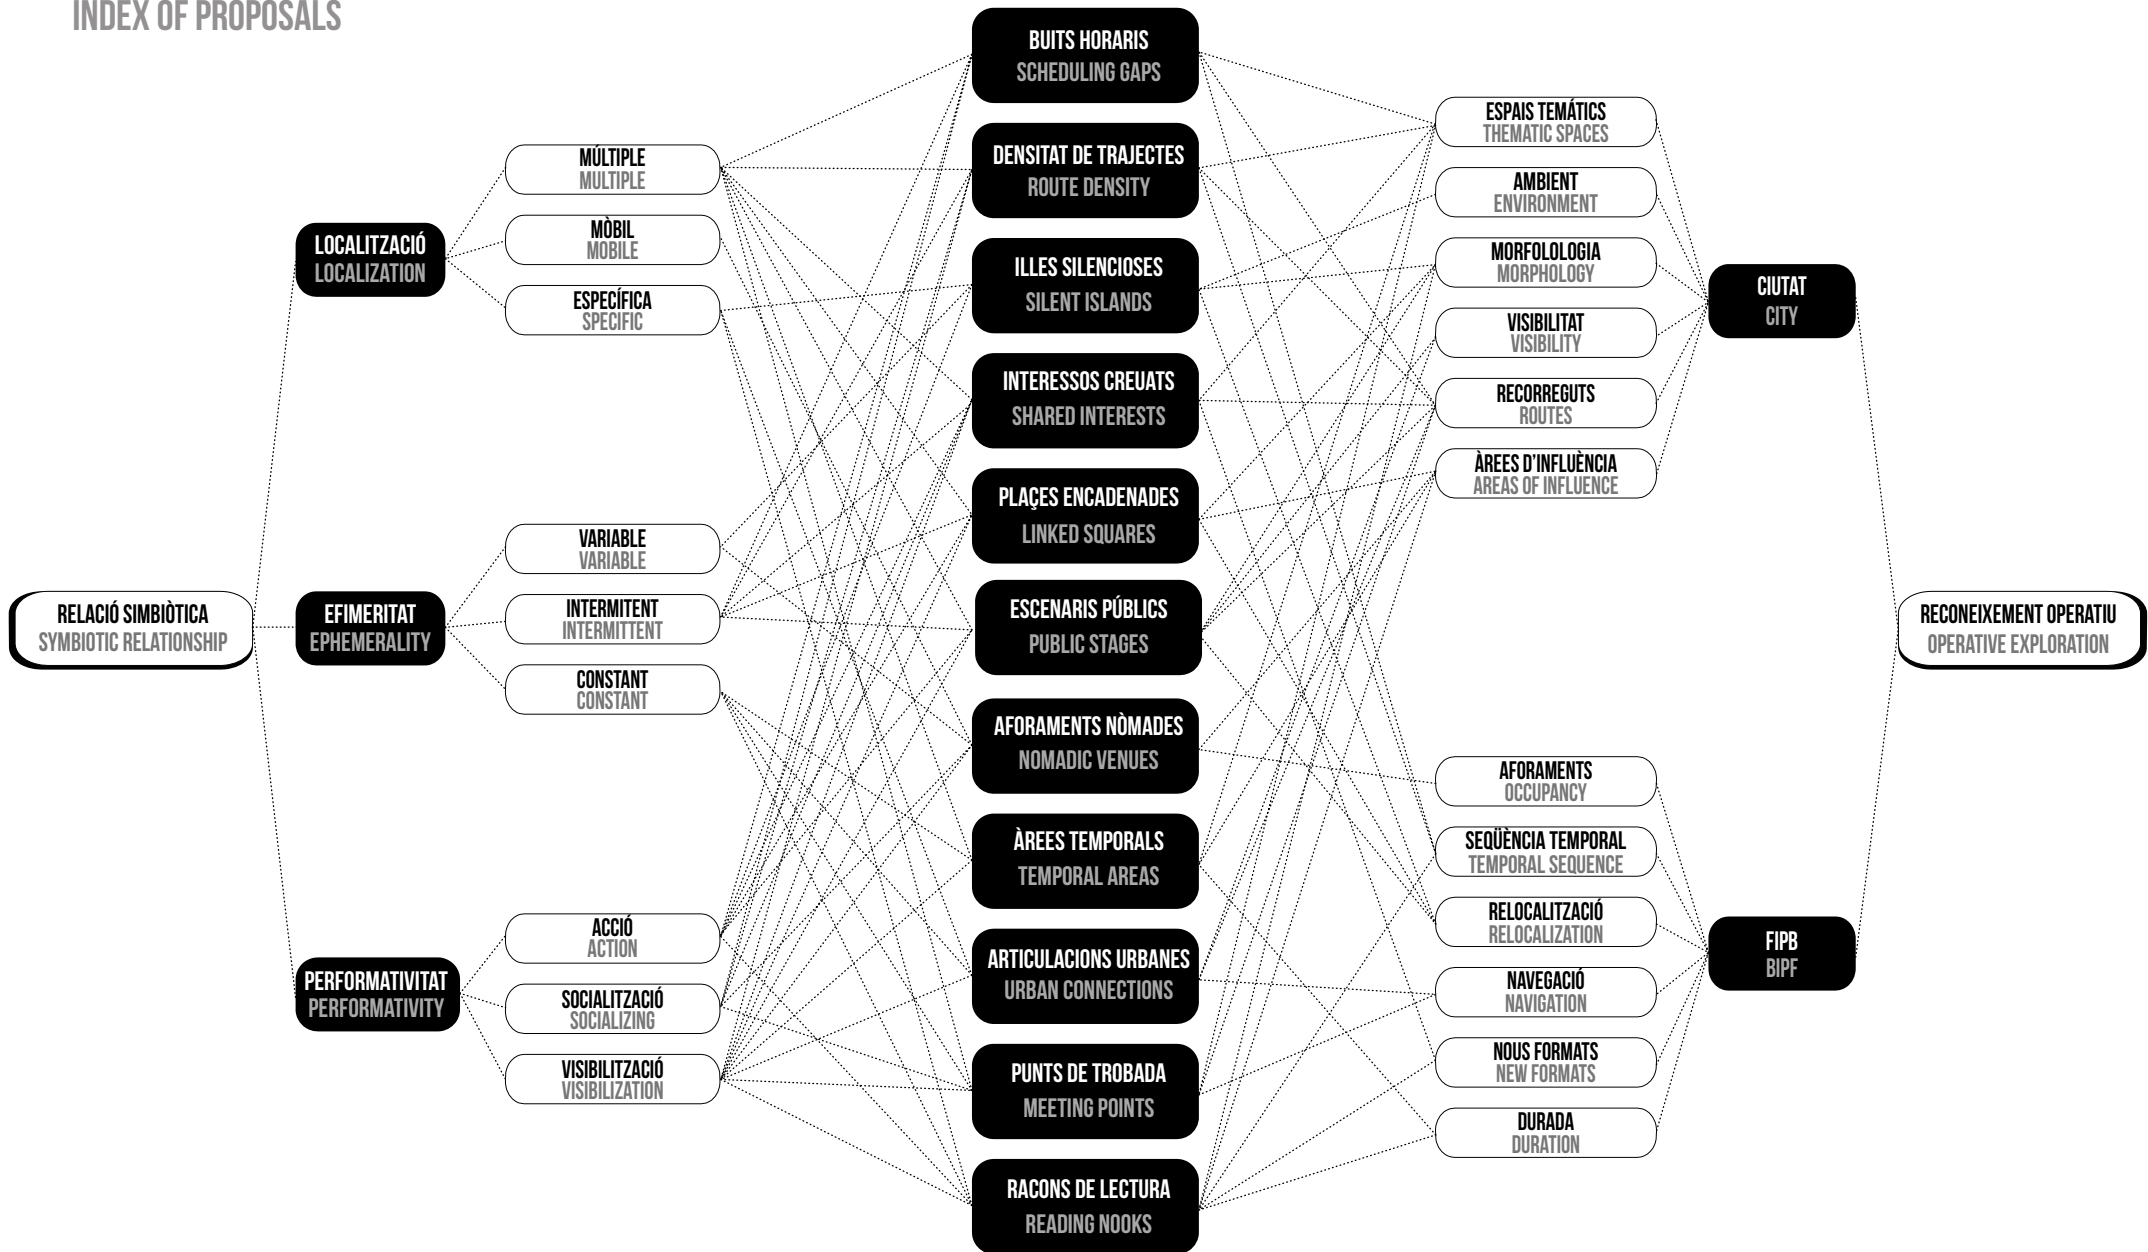 INDEX OF PROPOSALS
RELACIÓ SIMBIÒTICA
SYMBIOTIC RELATIONSHIP
LOCALITZACIÓ
LOCALIZATION
EFIMERITAT
EPHEMERALITY
PERFORMATIVITAT
PERFORMATIVITY
MÚLTIPLE
MULTIPLE
MÒBIL
MOBILE
ESPECÍFICA
SPECIFIC
VARIABLE
VARIABLE
INTERMITENT
INTERMITTENT
CONSTANT
CONSTANT
ACCIÓ
ACTION
SOCIALITZACIÓ
SOCIALIZING
VISIBILITZACIÓ
VISIBILIZATION
BUITS HORARIS
SCHEDULING GAPS
DENSITAT DE TRAJECTES
ROUTE DENSITY
ILLES SILENCIOSES
SILENT ISLANDS
INTERESSOS CREUATS
SHARED INTERESTS
PLAÇES ENCADENADES
LINKED SQUARES
ESCENARIS PÚBLICS
PUBLIC STAGES
AFORAMENTS NÒMADES
NOMADIC VENUES
ÀREES TEMPORALS
TEMPORAL AREAS
ARTICULACIONS URBANES
URBAN CONNECTIONS
PUNTS DE TROBADA
MEETING POINTS
RACONS DE LECTURA
READING NOOKS
ESPAIS TEMÁTICS
THEMATIC SPACES
AMBIENT
ENVIRONMENT
MORFOLOLOGIA
MORPHOLOGY
VISIBILITAT
VISIBILITY
RECORREGUTS
ROUTES
ÀREES D'INFLUÈNCIA
AREAS OF INFLUENCE
AFORAMENTS
OCCUPANCY
SEQÜÈNCIA TEMPORAL
TEMPORAL SEQUENCE
RELOCALITZACIÓ
RELOCALIZATION
NAVEGACIÓ
NAVIGATION
NOUS FORMATS
NEW FORMATS
DURADA
DURATION
CIUTAT
CITY
FIPB
BIPF
RECONEIXEMENT OPERATIU
OPERATIVE EXPLORATION